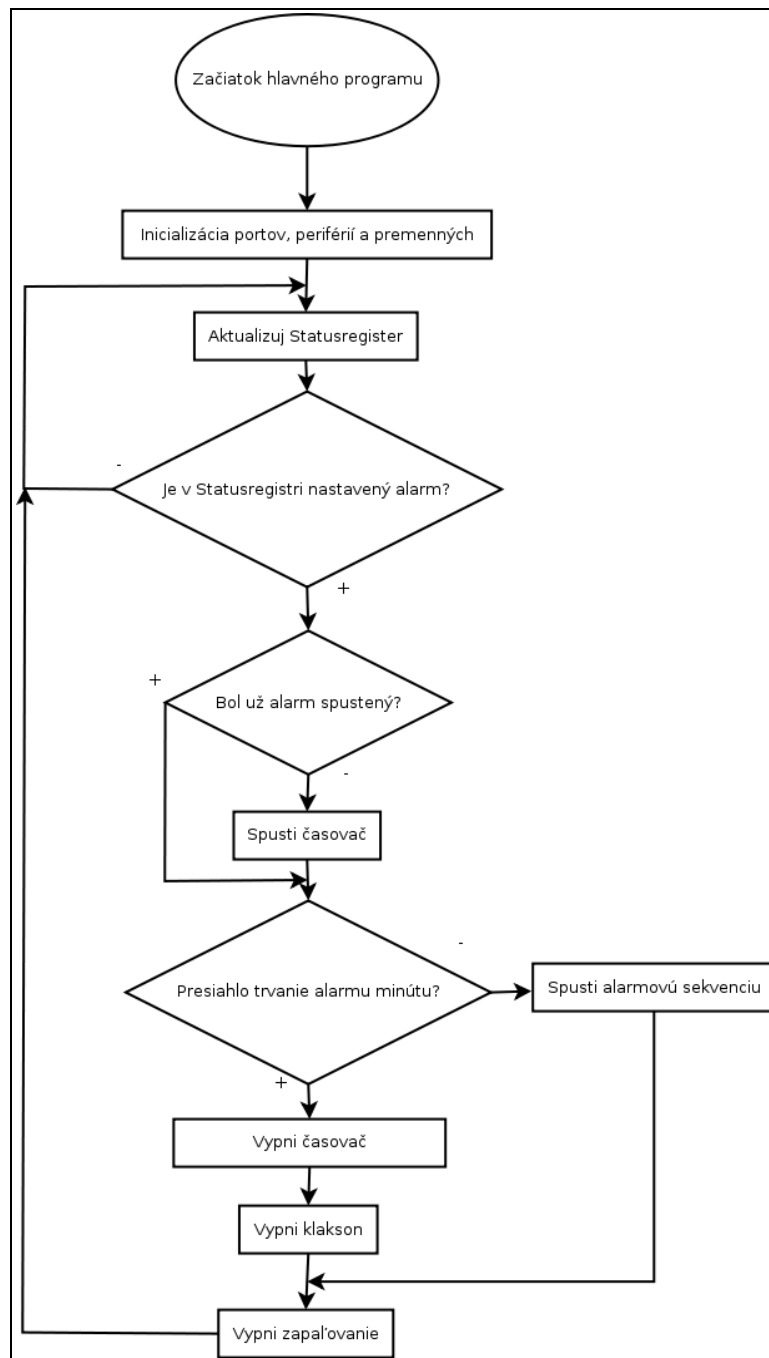 Začiatok hlavného programu
Inicializácia portov, periférií a premenných
Aktualizuj Statusregister
-
Je v Statusregistri nastavený alarm?
+
+
Bol už alarm spustený?
-
Spusti časovač
-
Presiahlo trvanie alarmu minútu?
Spusti alarmovú sekvenciu
+
Vypni časovač
Vypni klakson
Vypni zapaľovanie